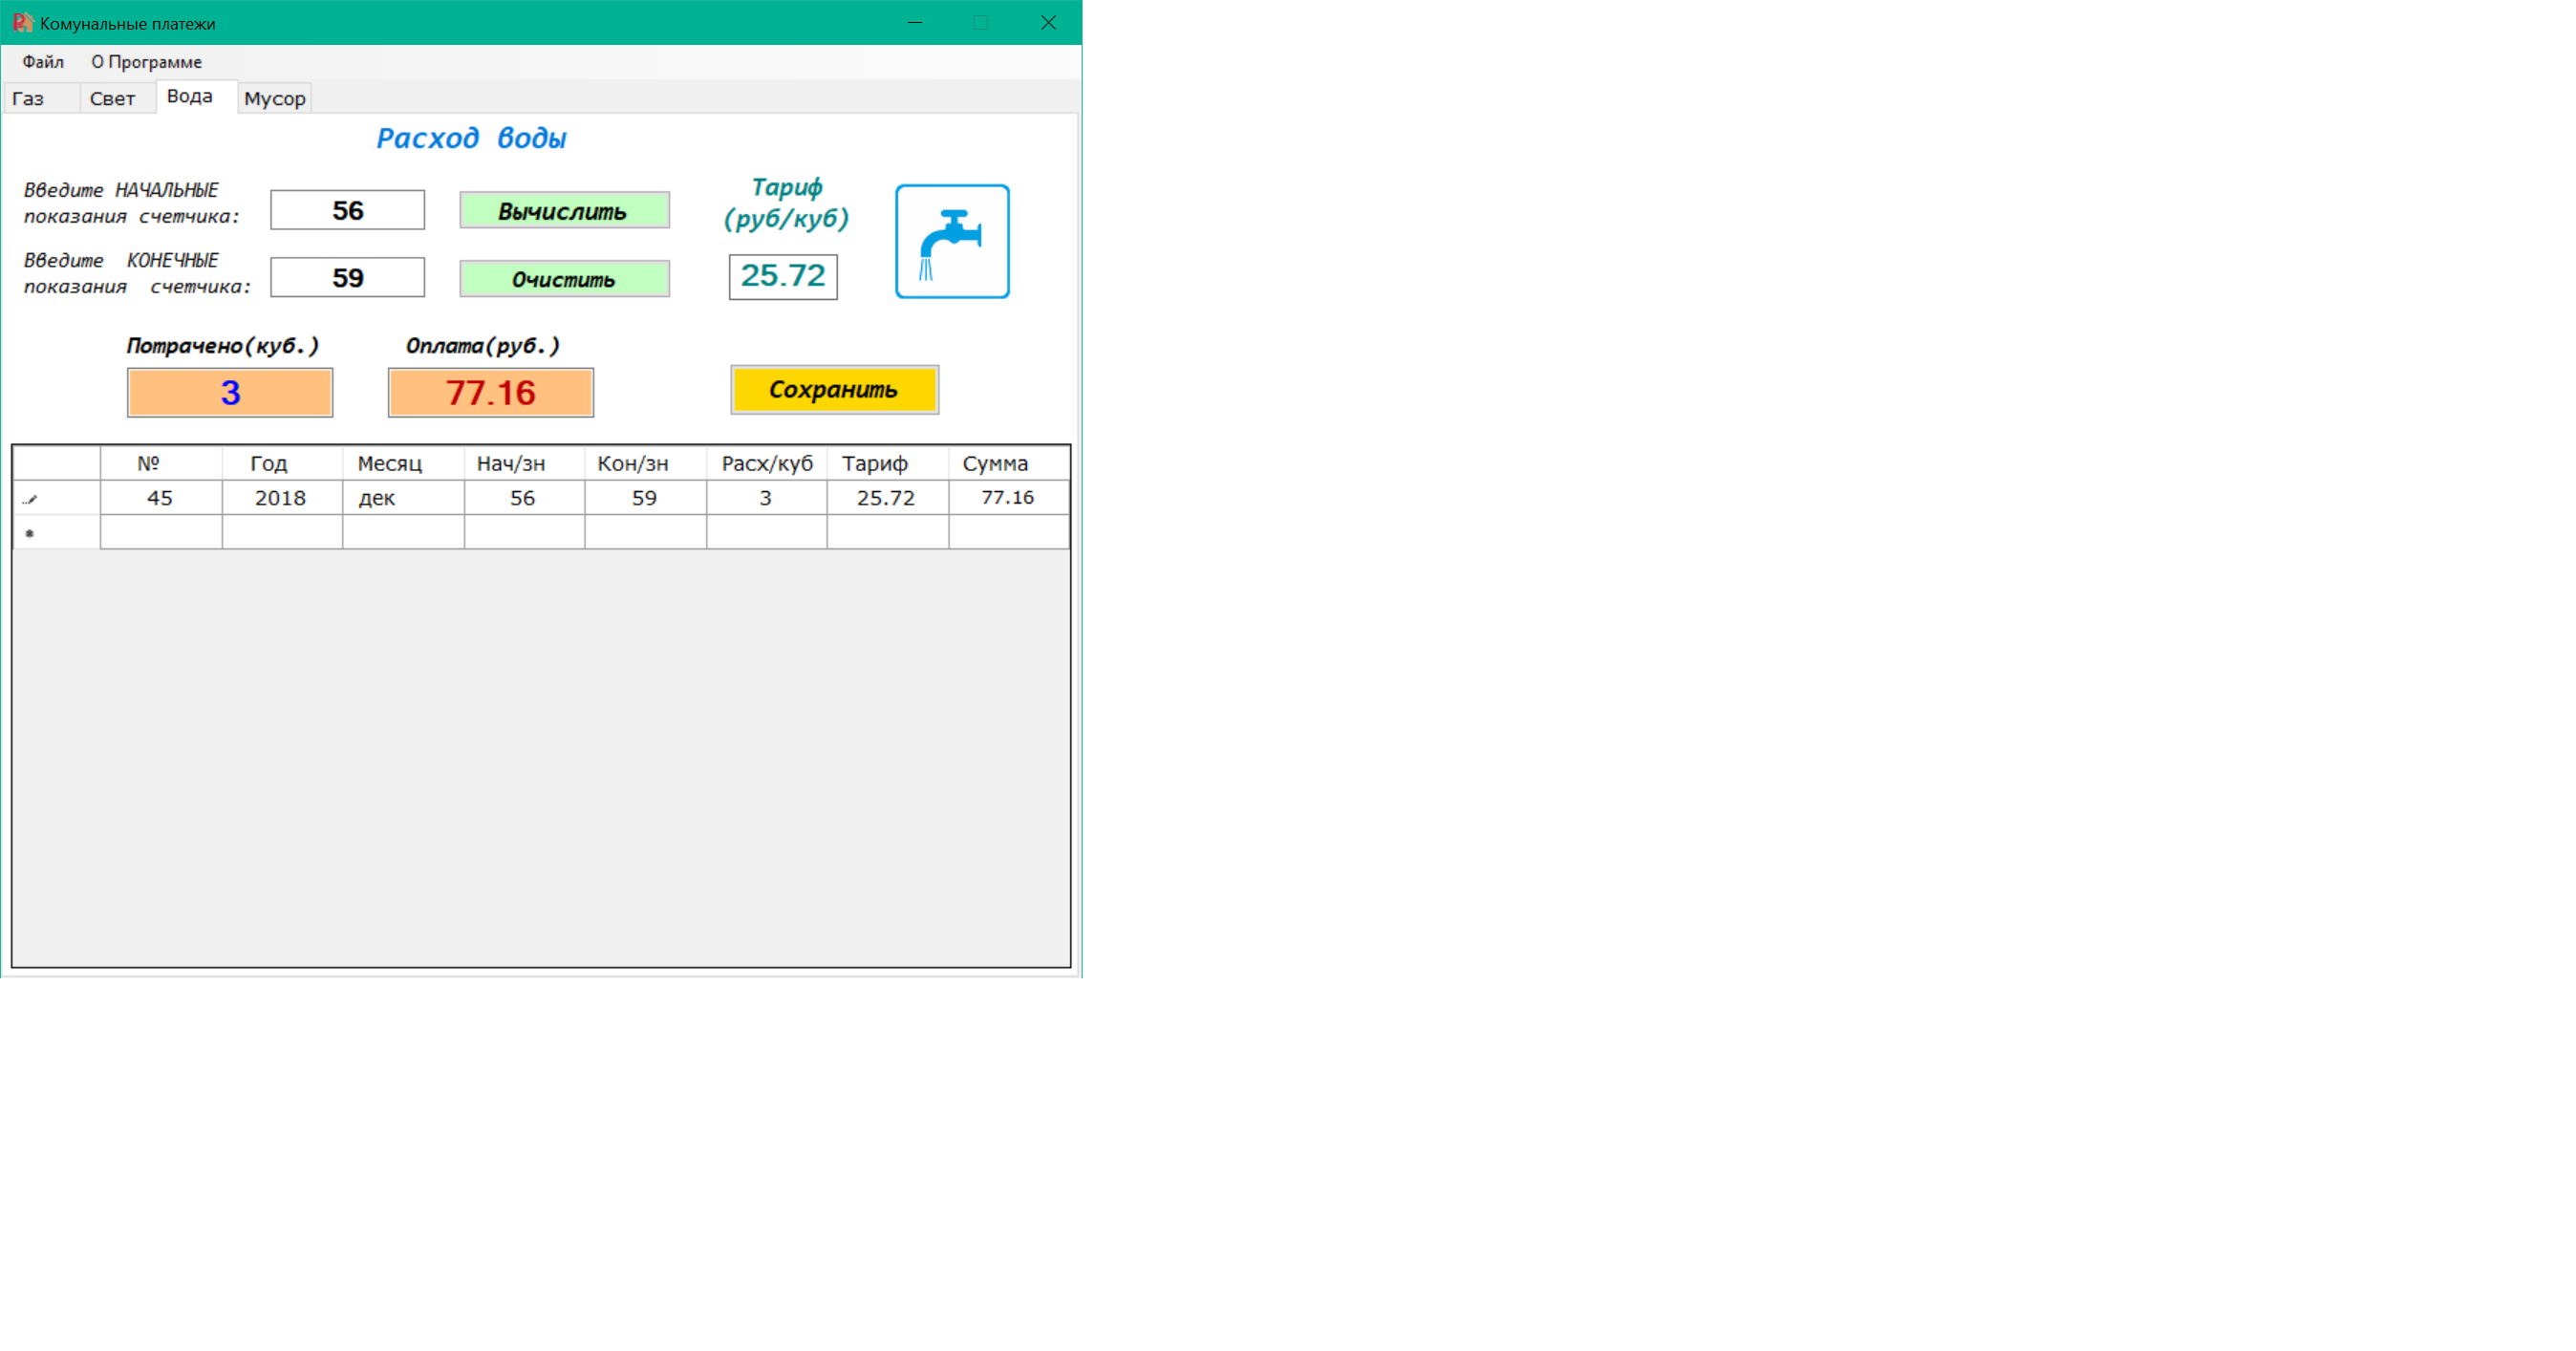 Комунальные платежи
Файл О Программе
Газ Свет Вода Мусор
Расход воды
Введите НАЧАЛЬНЫЕ
показания счетчика:
56
Вычислить
Тариф
(руб/куб)
Введите КОНЕЧНЫЕ
показания счетчика:
59
Очистить
25.72
Потрачено(куб.) Оплата(руб.)
3 77.16 Сохранить
№ Год Месяц Нач/зн Кон/зн Расх/куб Тариф Сумма
45 2018 дек 56 59 3 25.72 77.16